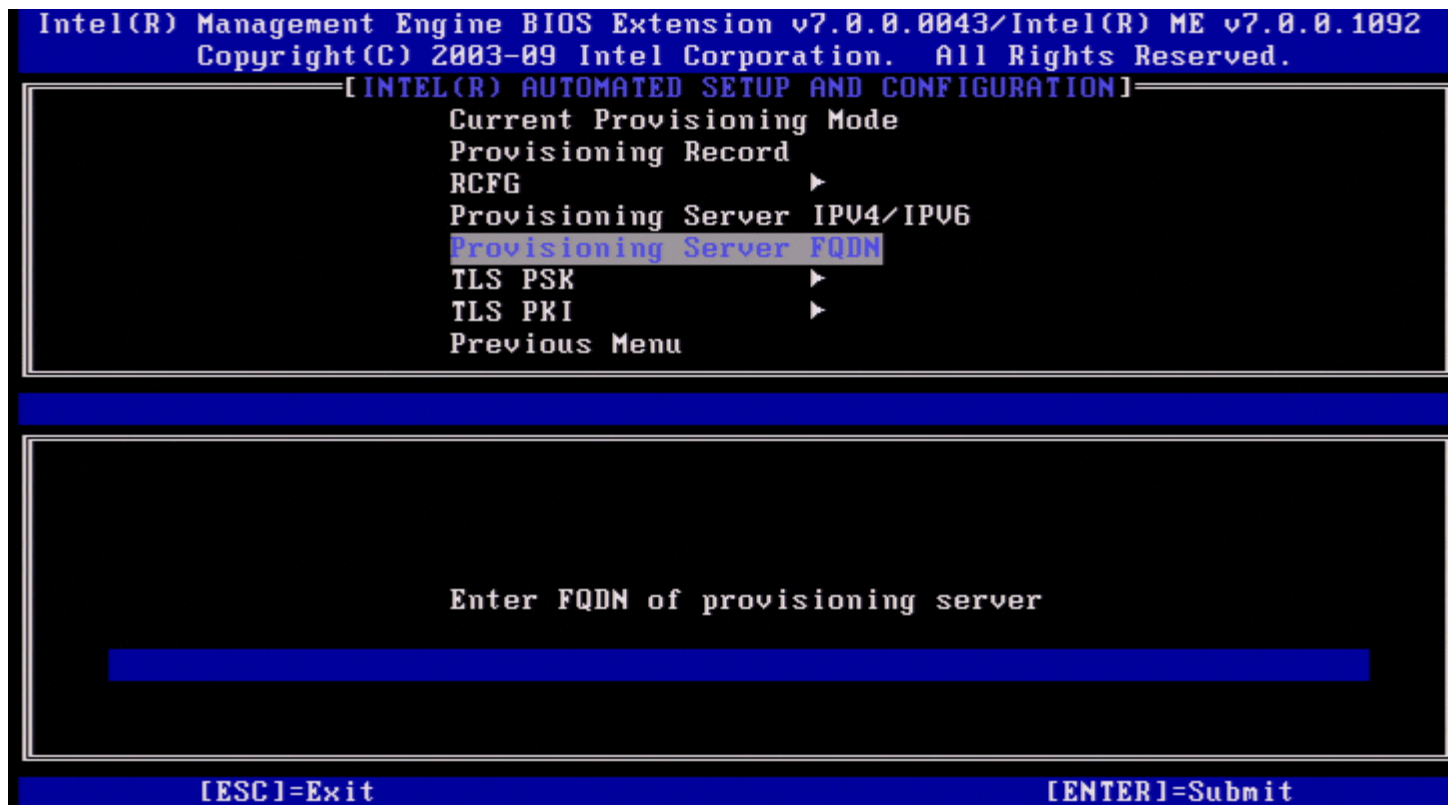 Intel(R) Management Engine BIOS Extension v7.0.0.0043/Intel(R) ME v7.0.0.1092
Copyright(C) 2003-09 Intel Corporation. All Rights Reserved.
[INTEL(R) AUTOMATED SETUP AND CONFIGURATION]
Current Provisioning Mode
Provisioning Record
RCFG ►
Provisioning Server IPV4/IPV6
Provisioning Server FQDN
TLS PSK ►
TLS PKI ►
Previous Menu
Enter FQDN of provisioning server
[ESC]=Exit [ENTER]=Submit